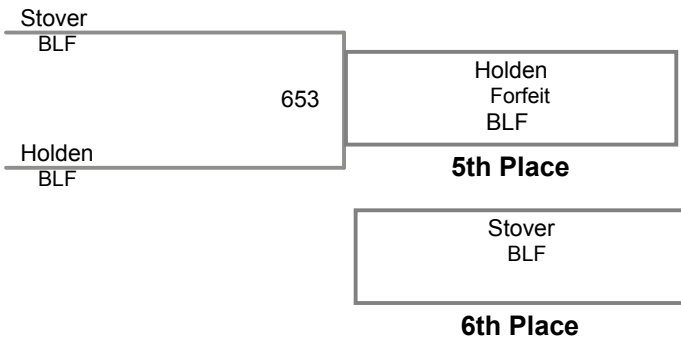 Stover
BLF
653
Holden
Forfeit
BLF
Holden
BLF
5th Place
Stover
BLF
6th Place